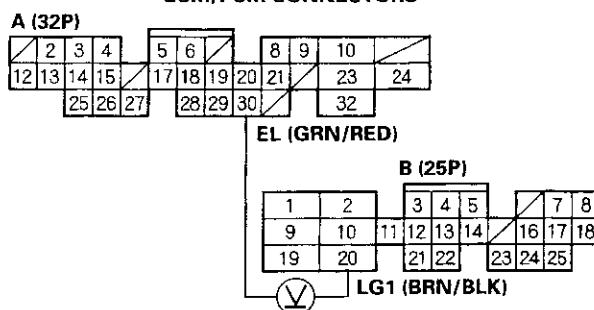 A (32P)
2 3 4 5 6 8 9 10
12 13 14 15 17 18 19 20 21 23 24
25 26 27 28 29 30 32
EL (GRN/RED)
B (25P)
1 2 3 4 5 7 8
9 10 11 12 13 14 16 17 18
19 20 21 22 23 24 25
LG1 (BRN/BLK)
V